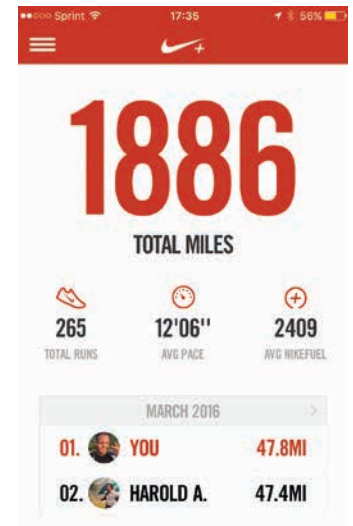 Sprint 17:35 56%
1886
TOTAL MILES
265 12'06" 2409
TOTAL RUNS AVG PACE AVG NIKEFUEL
MARCH 2016 >
01. YOU 47.8MI
02. HAROLD A. 47.4MI